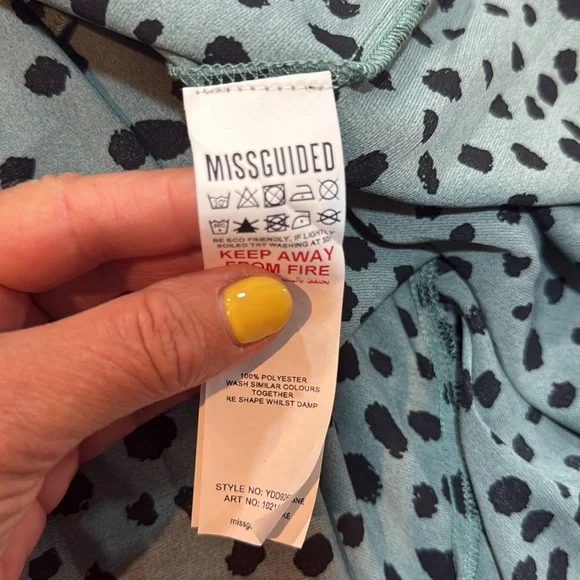 MISSGUIDED
BE ECO FRIENDLY, IF LIGHTLY
SOILED TRY WASHING AT 30°
KEEP AWAY
FROM FIRE
100% POLYESTER
WASH SIMILAR COLOURS
TOGETHER
RE SHAPE WHILST DAMP
STYLE NO:
ART NO: